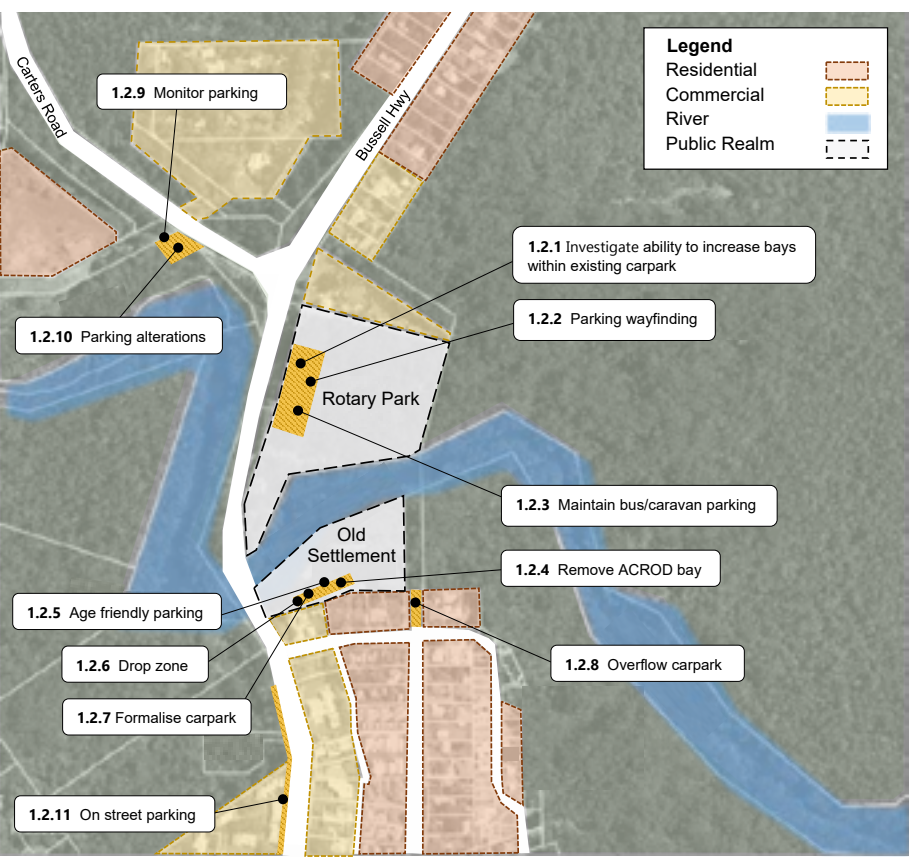 Legend
Residential
Commercial
River
Public Realm
Carters Road
1.2.9 Monitor parking
Bussell Hwy
1.2.1 Investigate ability to increase bays
within existing carpark
1.2.2 Parking wayfinding
1.2.10 Parking alterations
Rotary Park
1.2.3 Maintain bus/caravan parking
Old
Settlement
1.2.4 Remove ACROD bay
1.2.5 Age friendly parking
1.2.6 Drop zone
1.2.8 Overflow carpark
1.2.7 Formalise carpark
1.2.11 On street parking